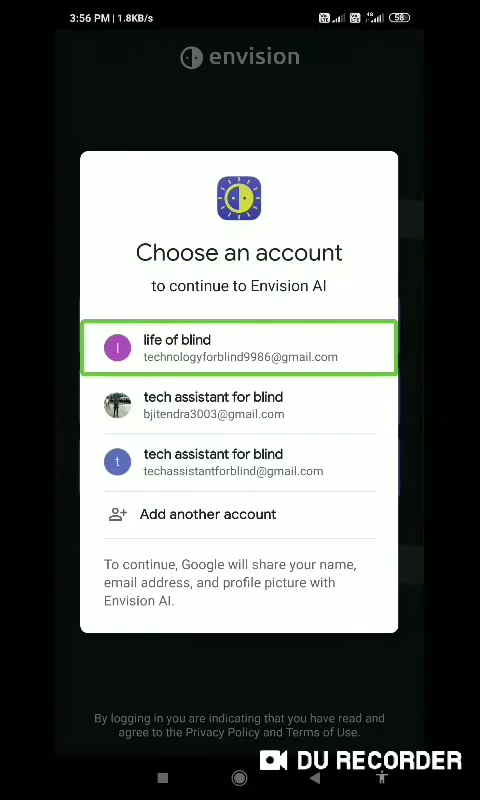 3:56 PM | 1.8KB/s
4G
58
envision
Choose an account
to continue to Envision AI
l
life of blind
technologyforblind9986@gmail.com
tech assistant for blind
bjitendra3003@gmail.com
t
tech assistant for blind
techassistantforblind@gmail.com
Add another account
To continue, Google will share your name,
email address, and profile picture with
Envision AI.
By logging in you are indicating that you have read and
agree to the Privacy Policy and Terms of Use.
DU RECORDER